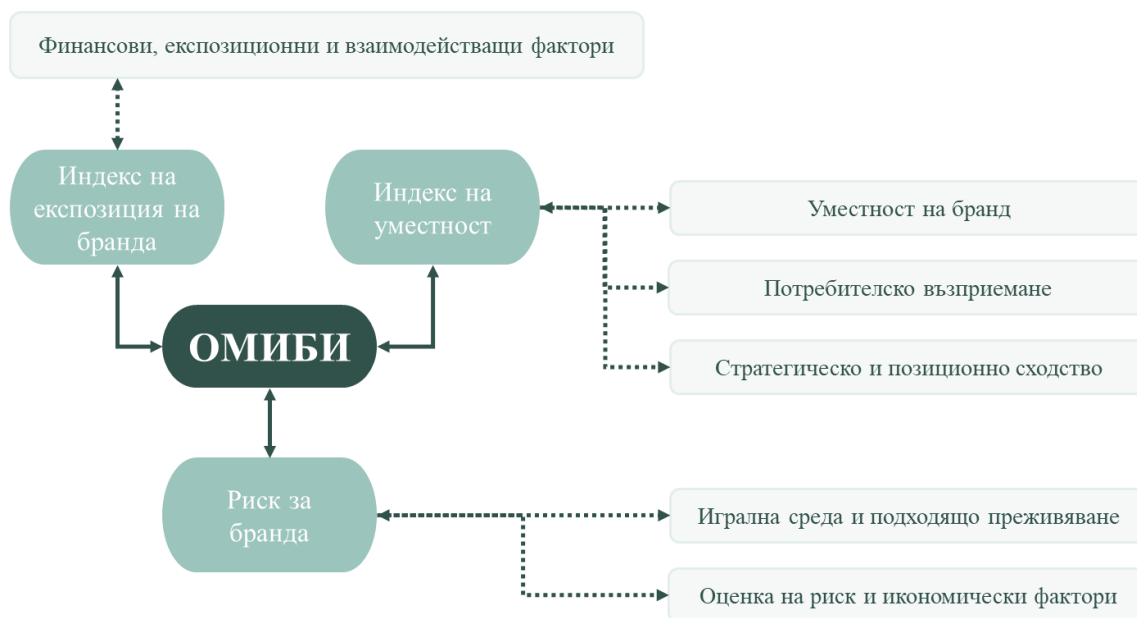 Финансови, експозиционни и взаимодействащи фактори
Индекс на
експозиция на
бранда
Индекс на
уместност
Уместност на бранд
Потребителско възприемане
Стратегическо и позиционно сходство
ОМИБИ
Риск за
бранда
Игрална среда и подходящо преживяване
Оценка на риск и икономически фактори